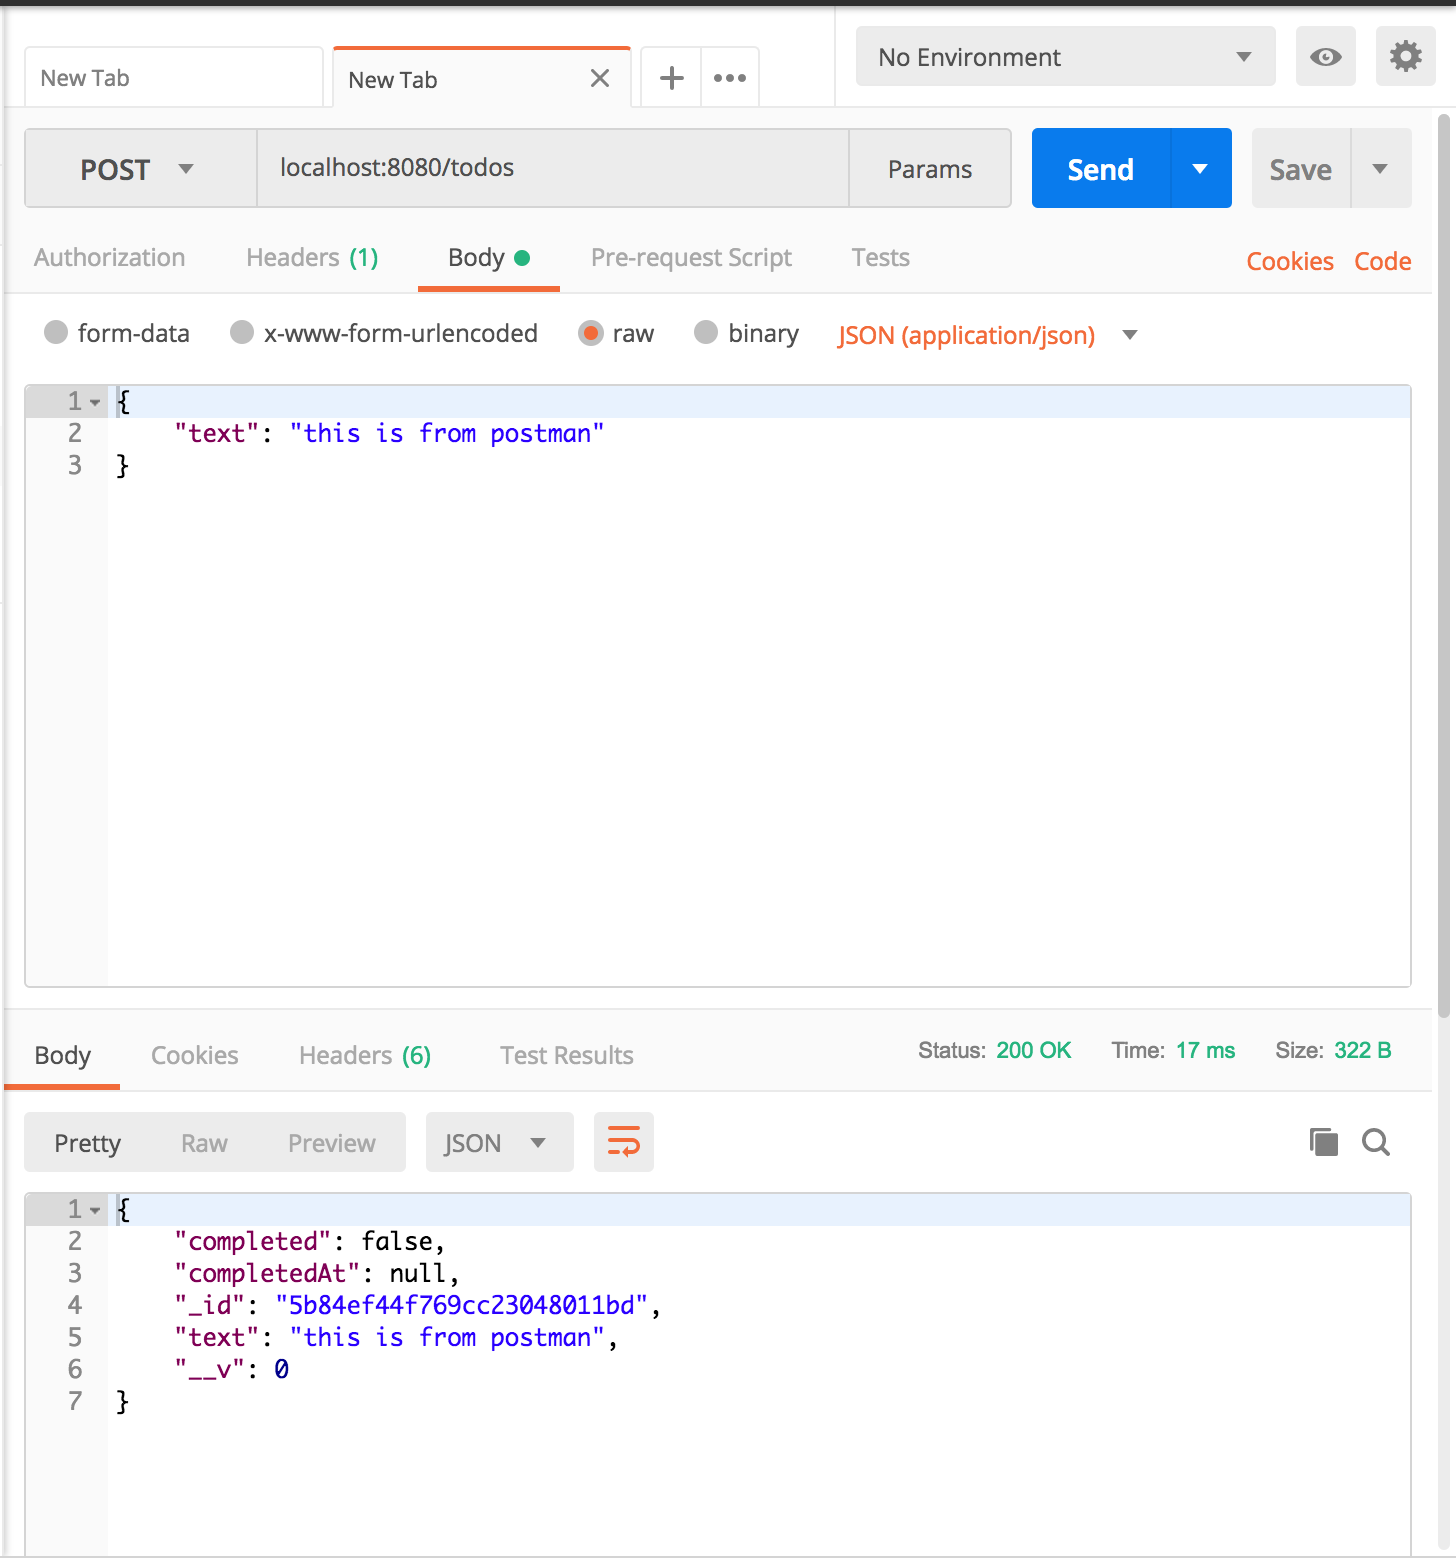 New Tab
New Tab
No Environment
POST
localhost:8080/todos
Params
Send
Save
Authorization
Headers (1)
Body
Pre-request Script
Tests
Cookies
Code
form-data
x-www-form-urlencoded
raw
binary
JSON (application/json)
1 {
2 "text": "this is from postman"
3 }
Body
Cookies
Headers (6)
Test Results
Status: 200 OK
Time: 17 ms
Size: 322 B
Pretty
Raw
Preview
JSON
1 {
2 "completed": false,
3 "completedAt": null,
4 "_id": "5b84ef44f769cc23048011bd",
5 "text": "this is from postman",
6 "__v": 0
7 }